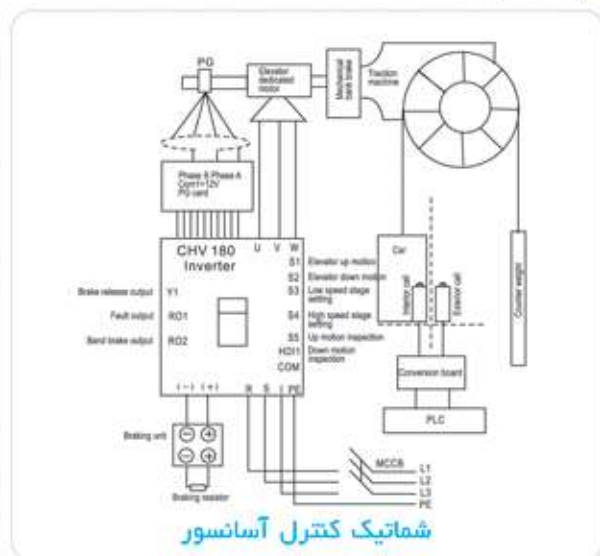 PG
Elevator
dedicated
motor
Mechanical
bank brake
Traction
machine
Phase B Phase A
Com1+12V
PG card
CHV 180
Inverter
U V W
S1 Elevator up motion
S2 Elevator down motion
S3 Low speed stage
setting
S4 High speed stage
setting
S5 Up motion inspection
HDI1 Down motion
inspection
COM
Brake release output Y1
Fault output RO1
Band brake output RO2
(-) (+)
R S I PE
Car
Interior call
Exterior call
Counter weight
Conversion board
PLC
Braking unit
Braking resistor
MCCB
L1
L2
L3
PE
شماتیک کنترل آسانسور